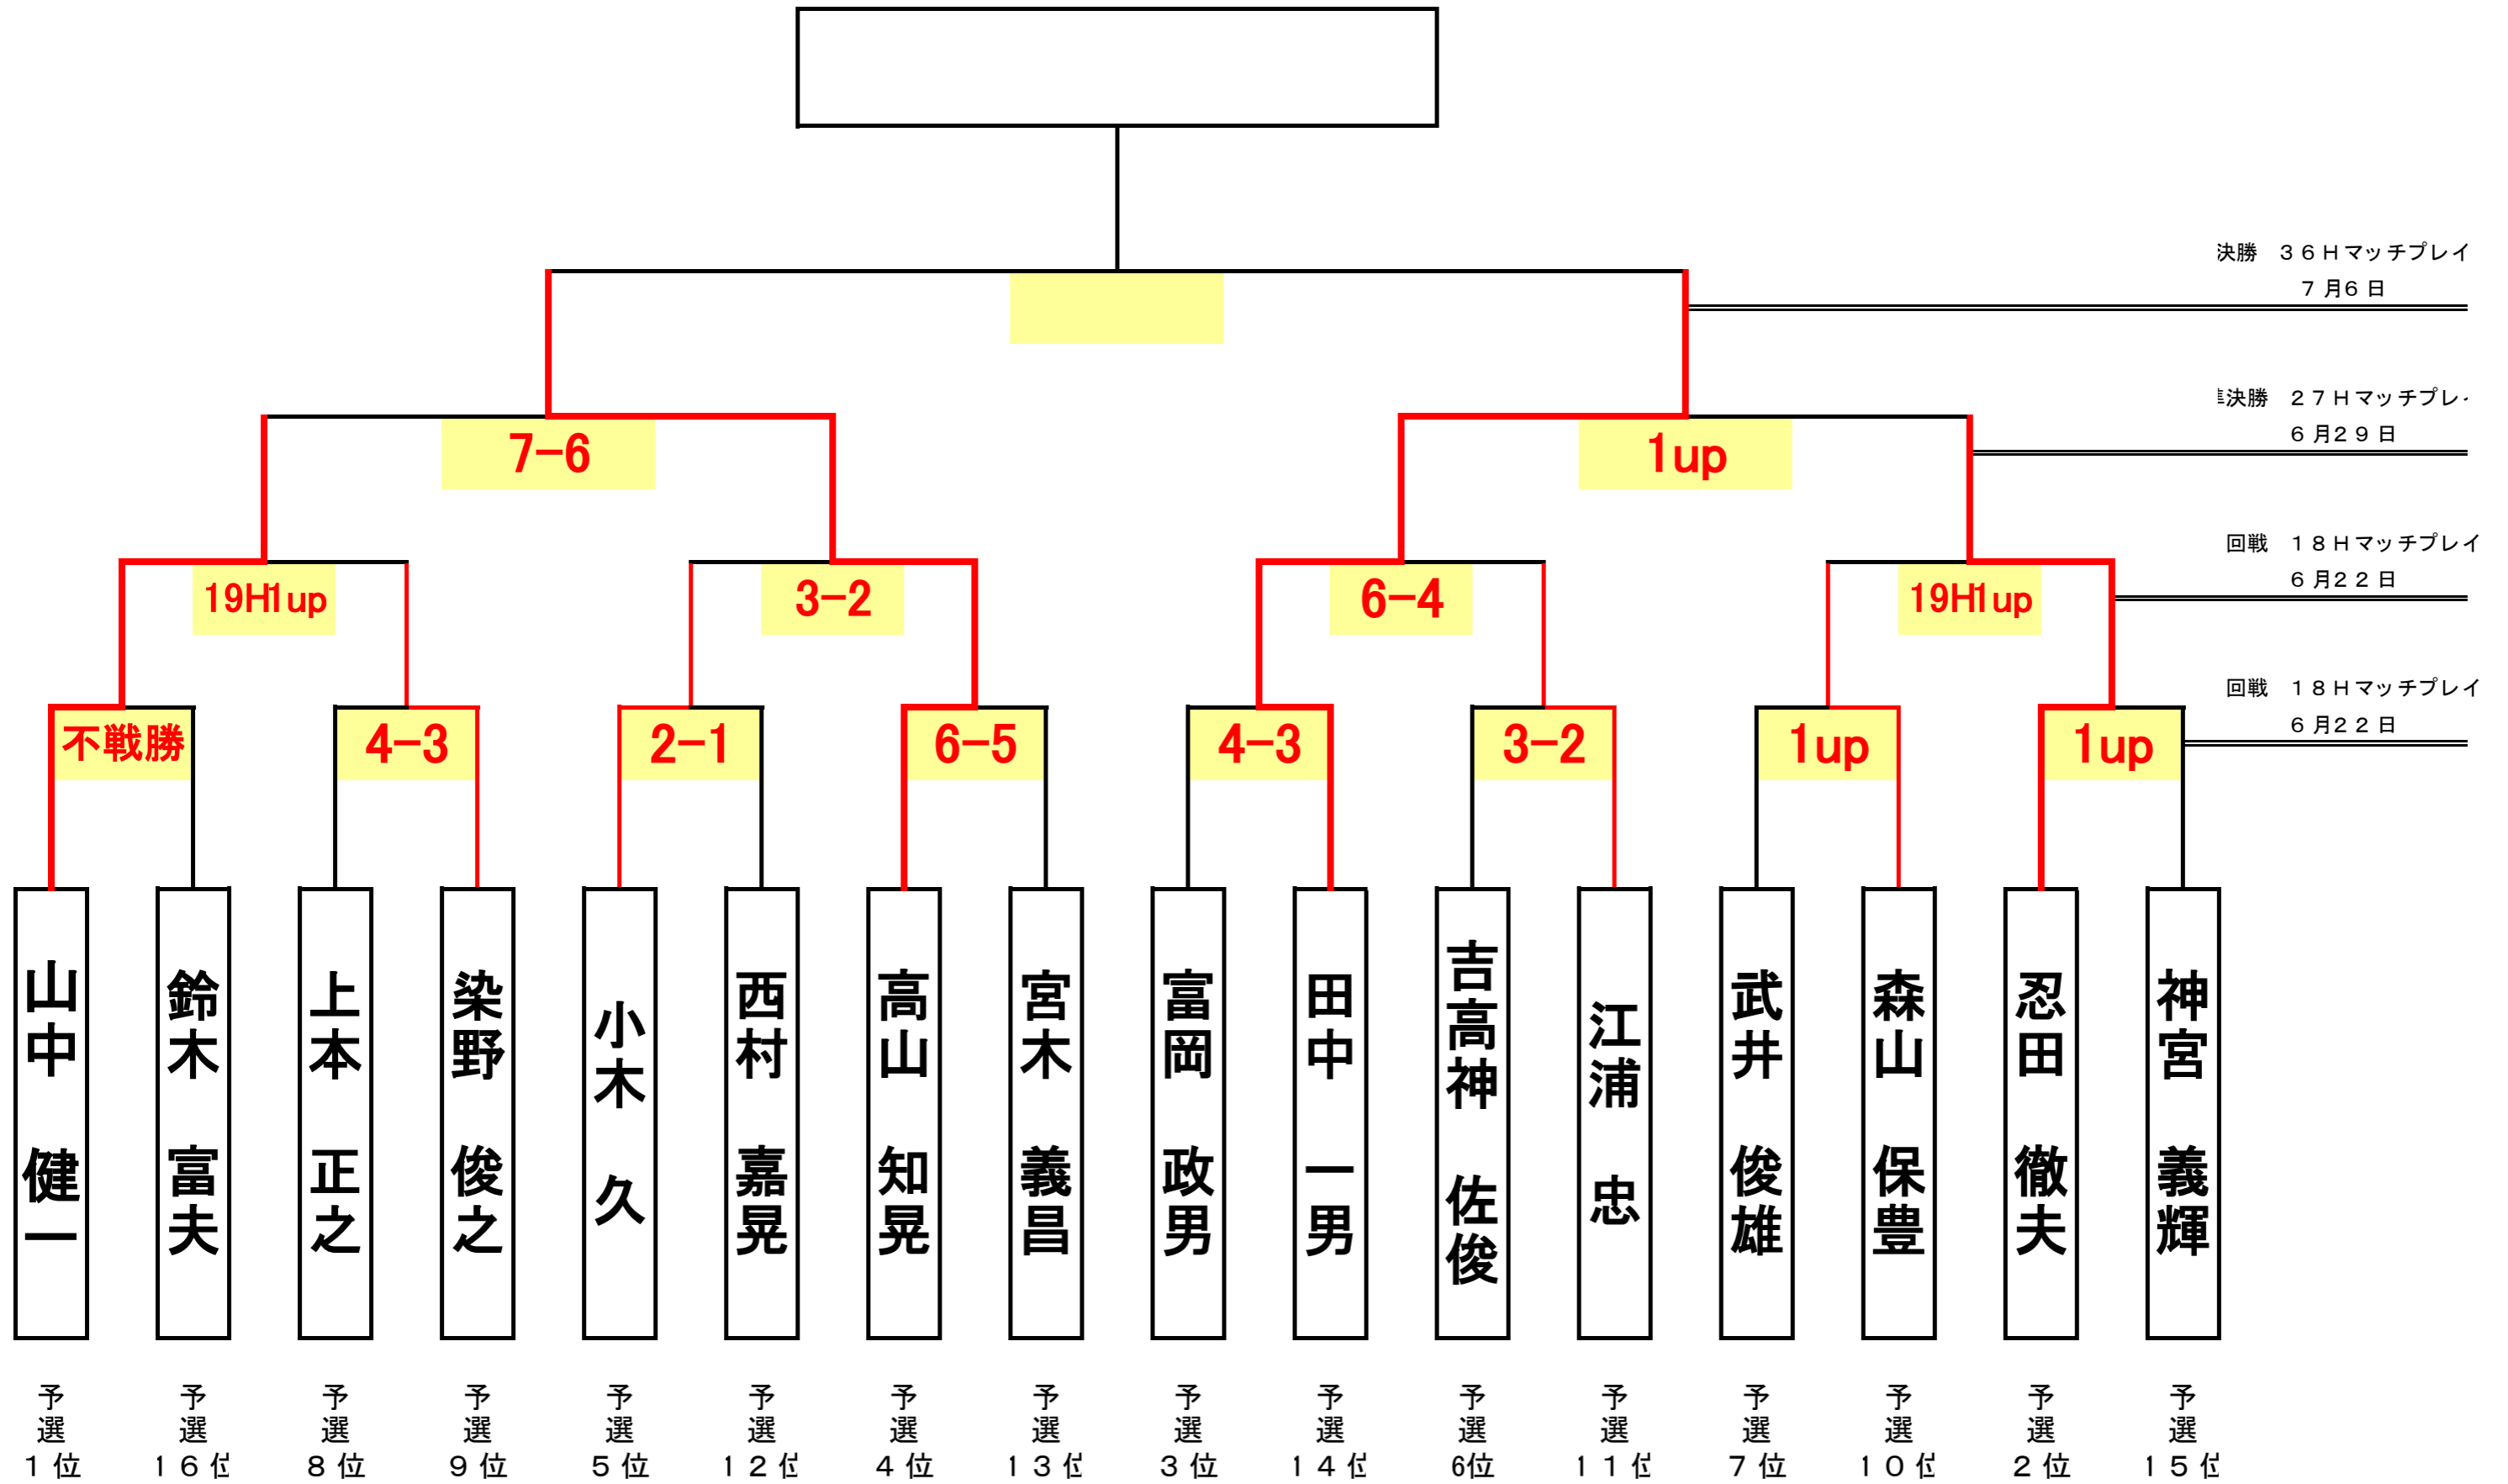 決勝　３６Ｈマッチプレイ
７月６日
準決勝　２７Ｈマッチプレイ
６月２９日
7-6
1up
回戦　１８Ｈマッチプレイ
６月２２日
19H1up
3-2
6-4
19H1up
回戦　１８Ｈマッチプレイ
６月２２日
不戦勝
4-3
2-1
6-5
4-3
3-2
1up
1up
山中　健一
鈴木　富夫
上本　正之
染野　俊之
小木　久
西村　嘉晃
高山　知晃
宮木　義昌
富岡　政男
田中　一男
吉高神　佐俊
江浦　忠
武井　俊雄
森山　保豊
忍田　徹夫
神宮　義輝
予選１位
予選１６位
予選８位
予選９位
予選５位
予選１２位
予選４位
予選１３位
予選３位
予選１４位
予選6位
予選１１位
予選７位
予選１０位
予選２位
予選１５位